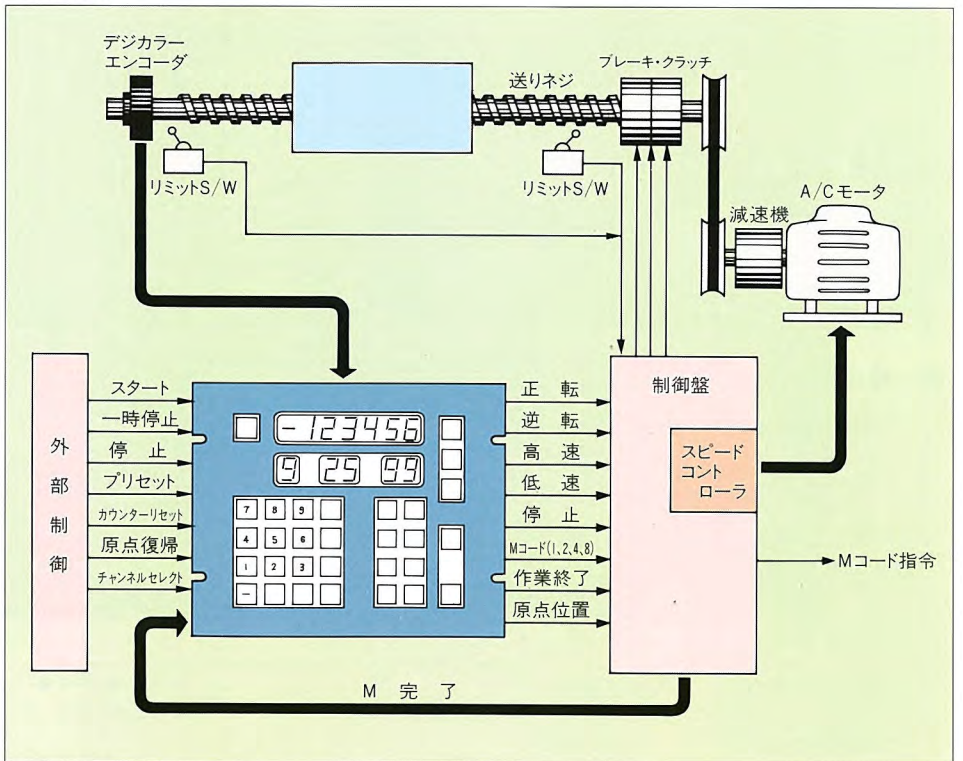 デジカラー
エンコーダ
送りネジ
ブレーキ・クラッチ
リミットS/W
リミットS/W
減速機
A/Cモータ
外部制御
スタート
一時停止
停止
プリセット
カウンターリセット
原点復帰
チャンネルセレクト
-123456
9 25 99
7 8 9
4 5 6
1 2 3
-
正転
逆転
高速
低速
停止
Mコード(1、2、4、8)
作業終了
原点位置
制御盤
スピード
コント
ローラ
Mコード指令
M 完了